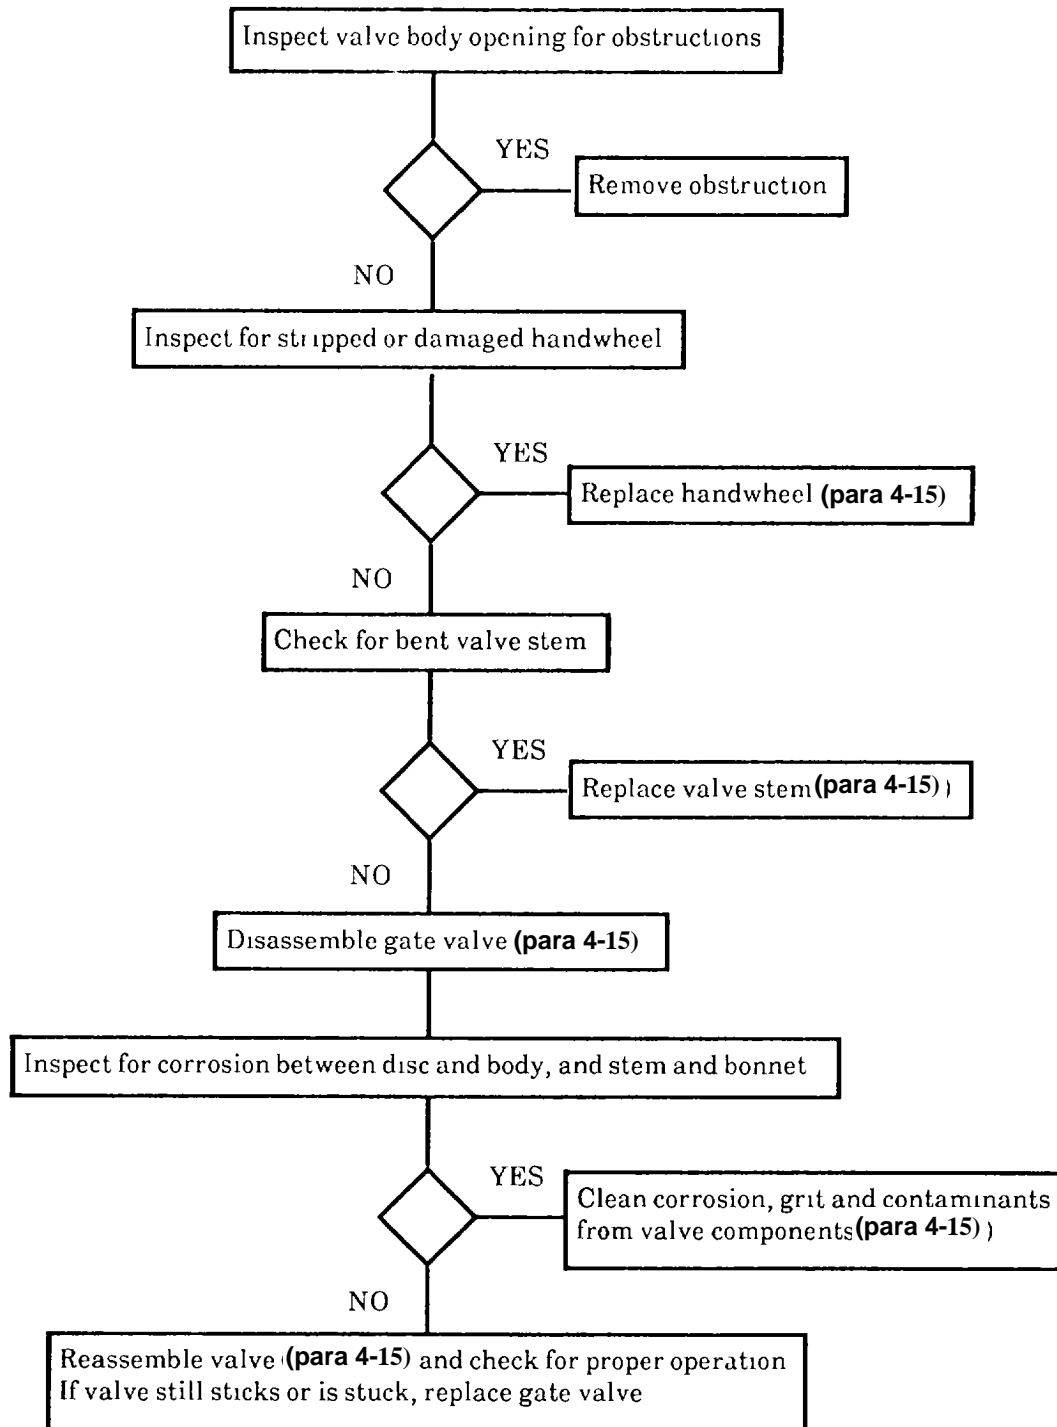 Inspect valve body opening for obstructions
YES
Remove obstruction
NO
Inspect for stripped or damaged handwheel
YES
Replace handwheel (para 4-15)
NO
Check for bent valve stem
YES
Replace valve stem (para 4-15) )
NO
Disassemble gate valve (para 4-15)
Inspect for corrosion between disc and body, and stem and bonnet
YES
Clean corrosion, grit and contaminants
from valve components (para 4-15) )
NO
Reassemble valve (para 4-15) and check for proper operation
If valve still sticks or is stuck, replace gate valve